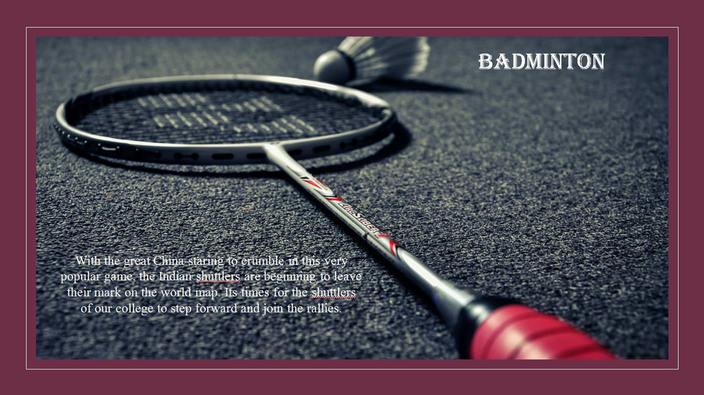 BADMINTON
With the great China staring to crumble in this very
popular game, the Indian shuttlers are beginning to leave
their mark on the world map. Its times for the shuttlers
of our college to step forward and join the rallies.